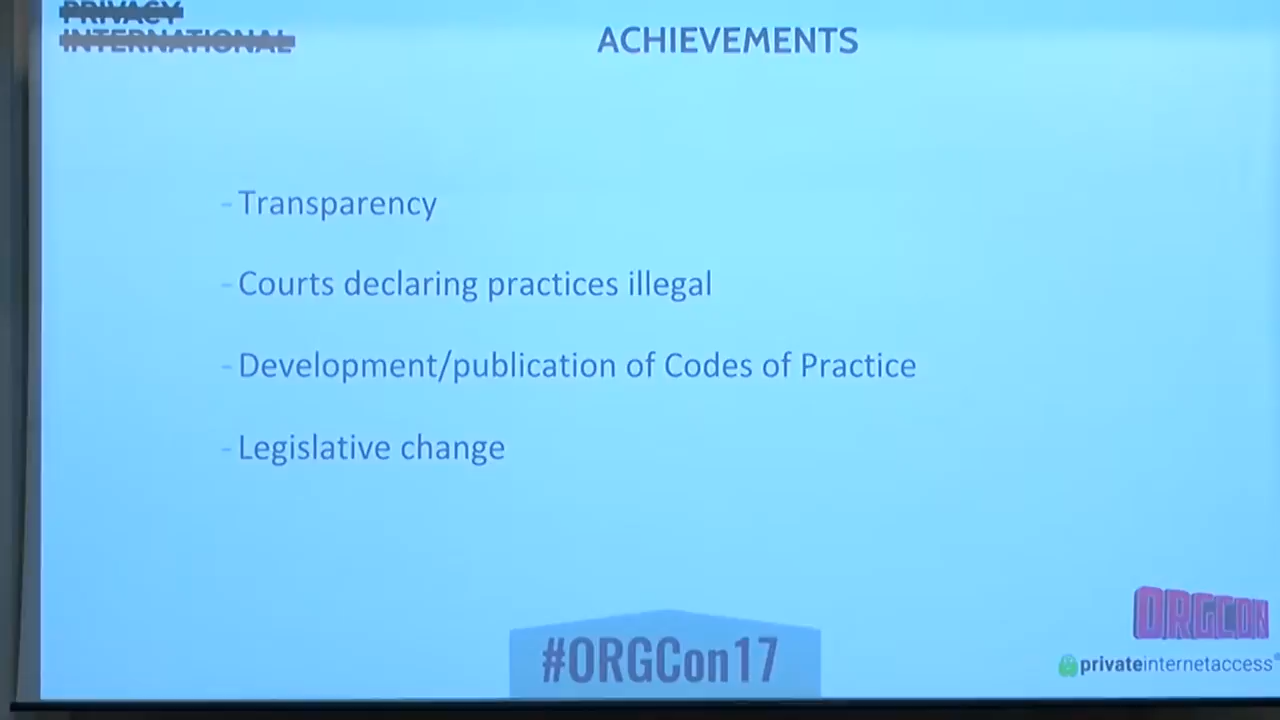 PRIVACY
INTERNATIONAL
ACHIEVEMENTS
- Transparency
- Courts declaring practices illegal
- Development/publication of Codes of Practice
- Legislative change
#ORGCon17
ORGCON
privateinternetaccess